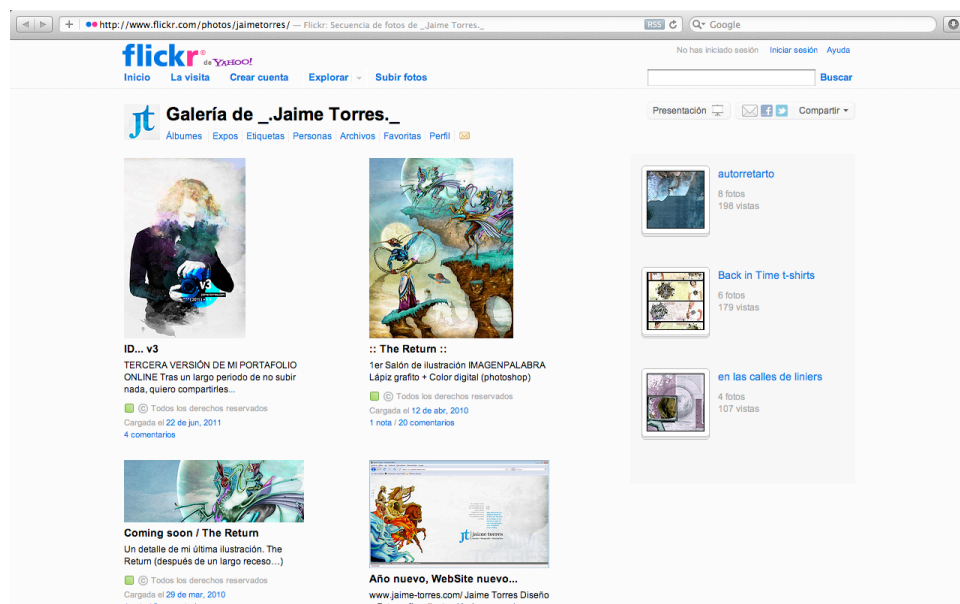 http://www.flickr.com/photos/jaimetorres/ — Flickr: Secuencia de fotos de _.Jaime Torres._
RSS
Google
flickr® de YAHOO!
No has iniciado sesión Iniciar sesión Ayuda
Inicio La visita Crear cuenta Explorar Subir fotos
Buscar
jt
Galería de _.Jaime Torres._
Álbumes Expos Etiquetas Personas Archivos Favoritas Perfil
Presentación Compartir
v3
ID... v3
TERCERA VERSIÓN DE MI PORTAFOLIO
ONLINE Tras un largo periodo de no subir
nada, quiero compartirles...
© Todos los derechos reservados
Cargada el 22 de jun, 2011
4 comentarios
:: The Return ::
1er Salón de ilustración IMAGENPALABRA
Lápiz grafito + Color digital (photoshop)
© Todos los derechos reservados
Cargada el 12 de abr, 2010
1 nota / 20 comentarios
autorretarto
8 fotos
198 vistas
Back in Time t-shirts
6 fotos
179 vistas
en las calles de liniers
4 fotos
107 vistas
Coming soon / The Return
Un detalle de mi última ilustración. The
Return (después de un largo receso…)
© Todos los derechos reservados
Cargada el 29 de mar, 2010
jt jaime torres
Año nuevo, WebSite nuevo...
www.jaime-torres.com/ Jaime Torres Diseño